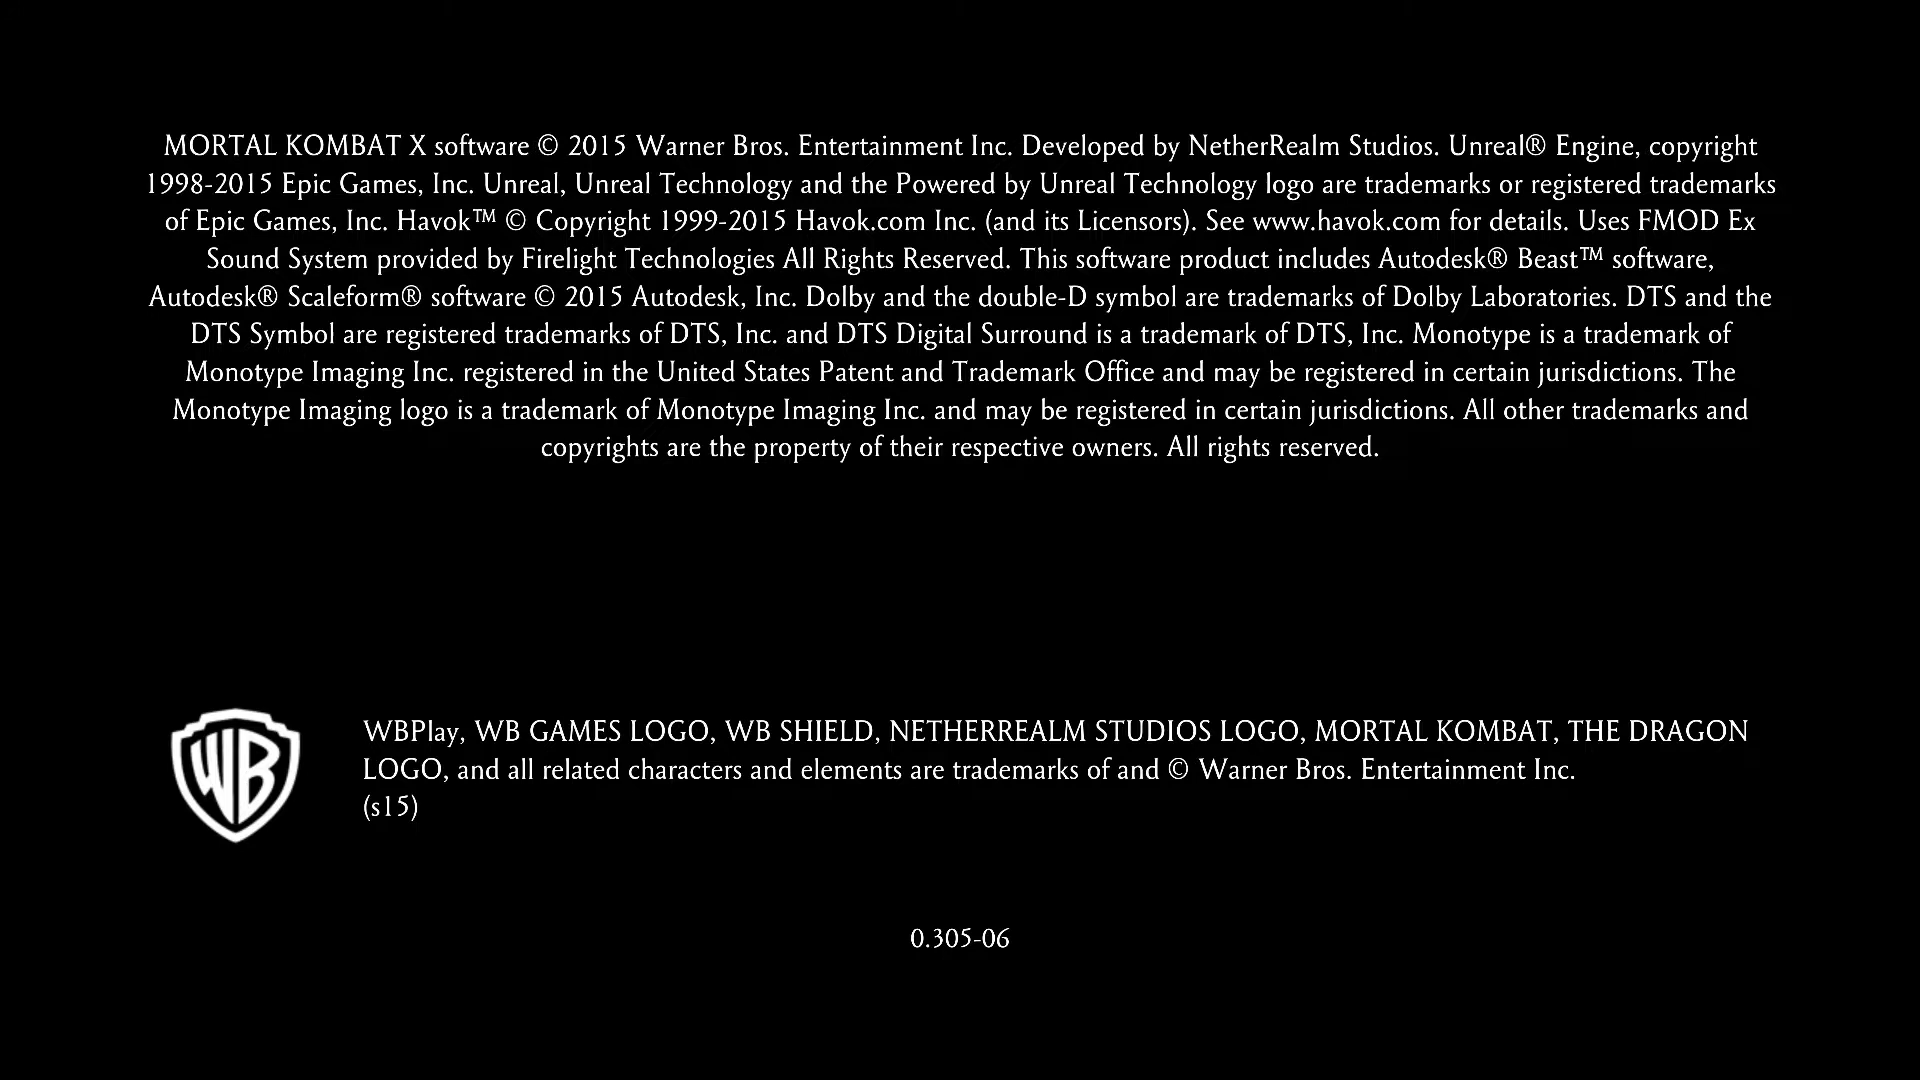 MORTAL KOMBAT X software © 2015 Warner Bros. Entertainment Inc. Developed by NetherRealm Studios. Unreal® Engine, copyright
1998-2015 Epic Games, Inc. Unreal, Unreal Technology and the Powered by Unreal Technology logo are trademarks or registered trademarks
of Epic Games, Inc. Havok™ © Copyright 1999-2015 Havok.com Inc. (and its Licensors). See www.havok.com for details. Uses FMOD Ex
Sound System provided by Firelight Technologies All Rights Reserved. This software product includes Autodesk® Beast™ software,
Autodesk® Scaleform® software © 2015 Autodesk, Inc. Dolby and the double-D symbol are trademarks of Dolby Laboratories. DTS and the
DTS Symbol are registered trademarks of DTS, Inc. and DTS Digital Surround is a trademark of DTS, Inc. Monotype is a trademark of
Monotype Imaging Inc. registered in the United States Patent and Trademark Office and may be registered in certain jurisdictions. The
Monotype Imaging logo is a trademark of Monotype Imaging Inc. and may be registered in certain jurisdictions. All other trademarks and
copyrights are the property of their respective owners. All rights reserved.
WB
WBPlay, WB GAMES LOGO, WB SHIELD, NETHERREALM STUDIOS LOGO, MORTAL KOMBAT, THE DRAGON
LOGO, and all related characters and elements are trademarks of and © Warner Bros. Entertainment Inc.
(s15)
0.305-06